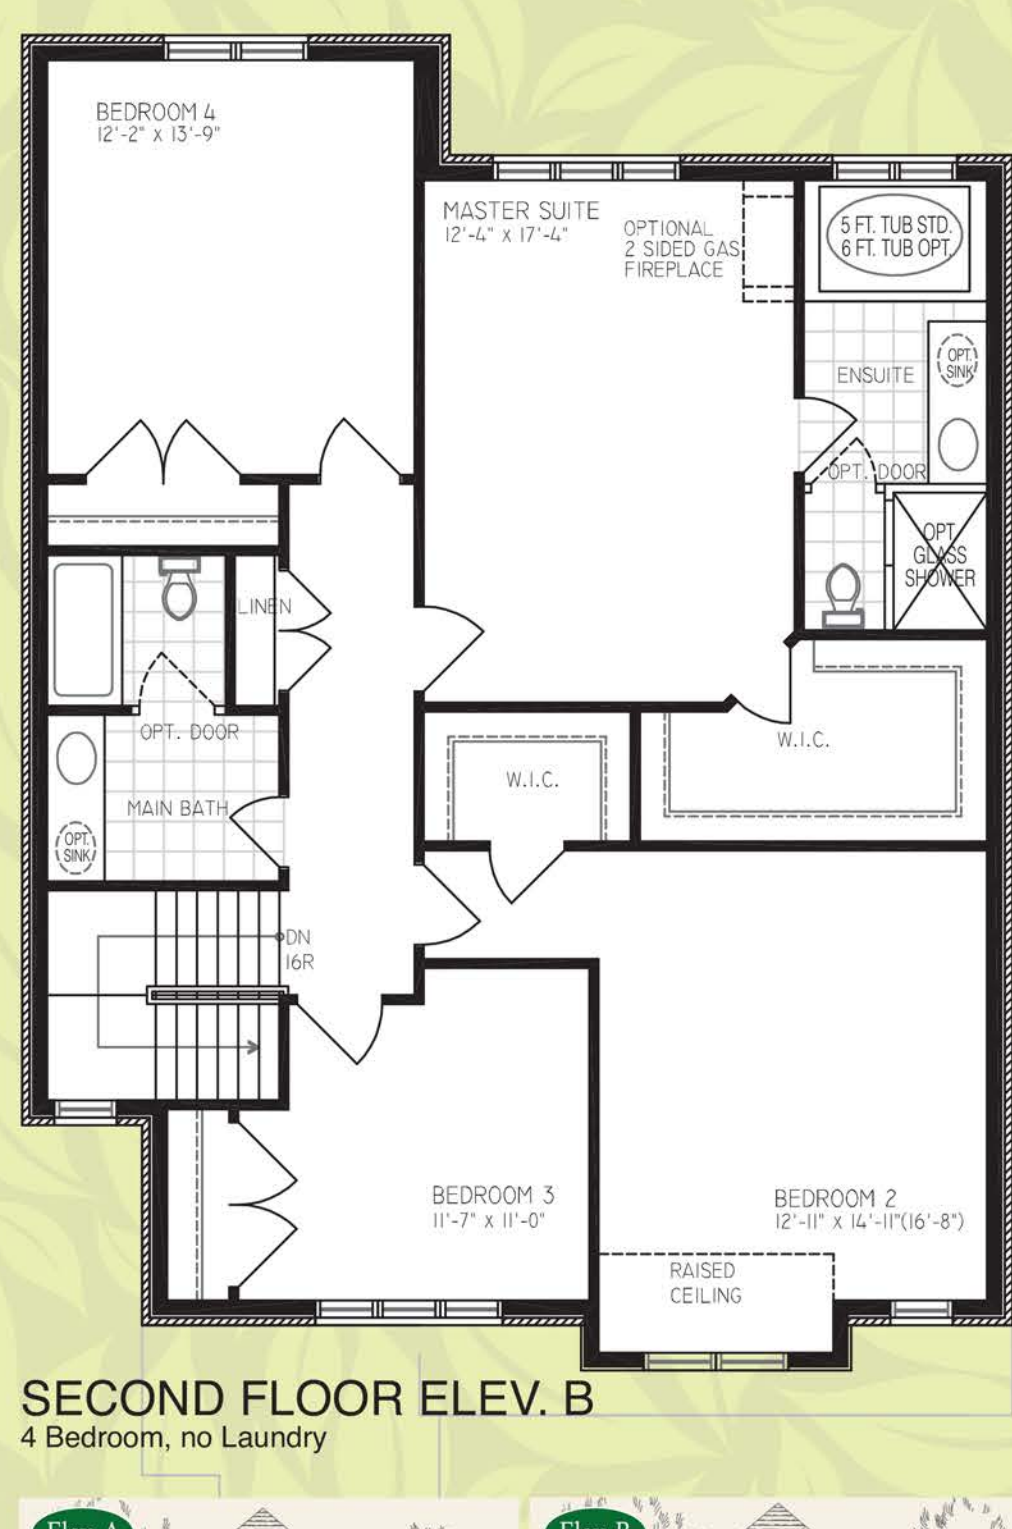 BEDROOM 4
12'-2" X 13'-9"
MASTER SUITE
12'-4" X 17'-4"
OPTIONAL
2 SIDED GAS
FIREPLACE
5 FT. TUB STD.
6 FT. TUB OPT.
OPT.
SINK
ENSUITE
OPT. DOOR
OPT
GLASS
SHOWER
LINEN
OPT. DOOR
W.I.C.
W.I.C.
MAIN BATH
OPT.
SINK
DN
16R
BEDROOM 3
11'-7" X 11'-0"
BEDROOM 2
12'-11" X 14'-11"(16'-8")
RAISED
CEILING
SECOND FLOOR ELEV. B
4 Bedroom, no Laundry
Elev. A
Elev. B